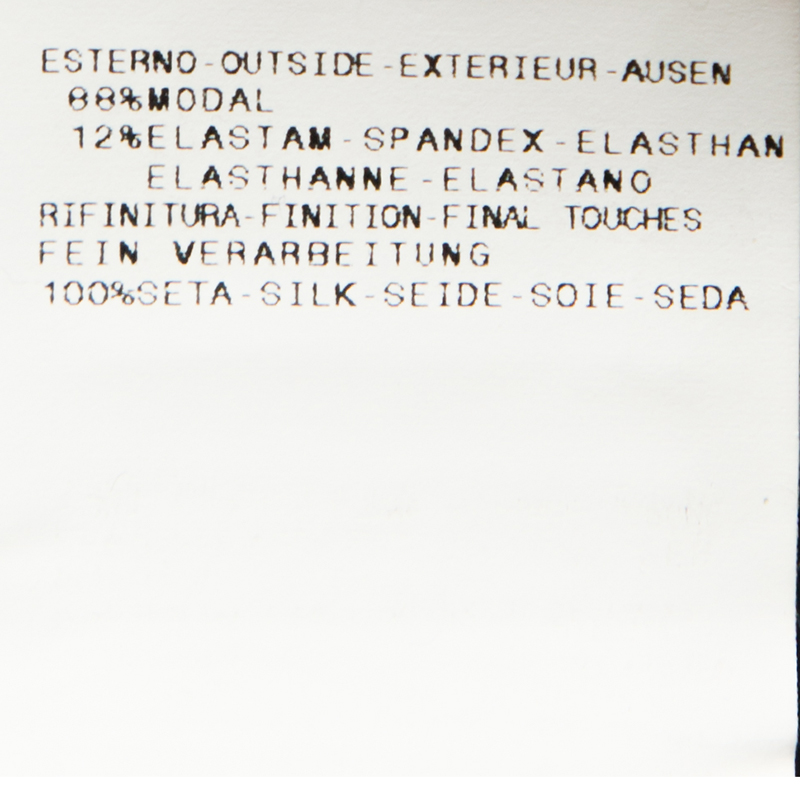 ESTERNO-OUTSIDE-EXTERIEUR-AUSEN
88%MODAL
12%ELASTAM-SPANDEX-ELASTHAN
ELASTHANNE-ELASTANO
RIFINITURA-FINITION-FINAL TOUCHES
FEIN VERARBEITUNG
100%SETA-SILK-SEIDE-SOIE-SEDA